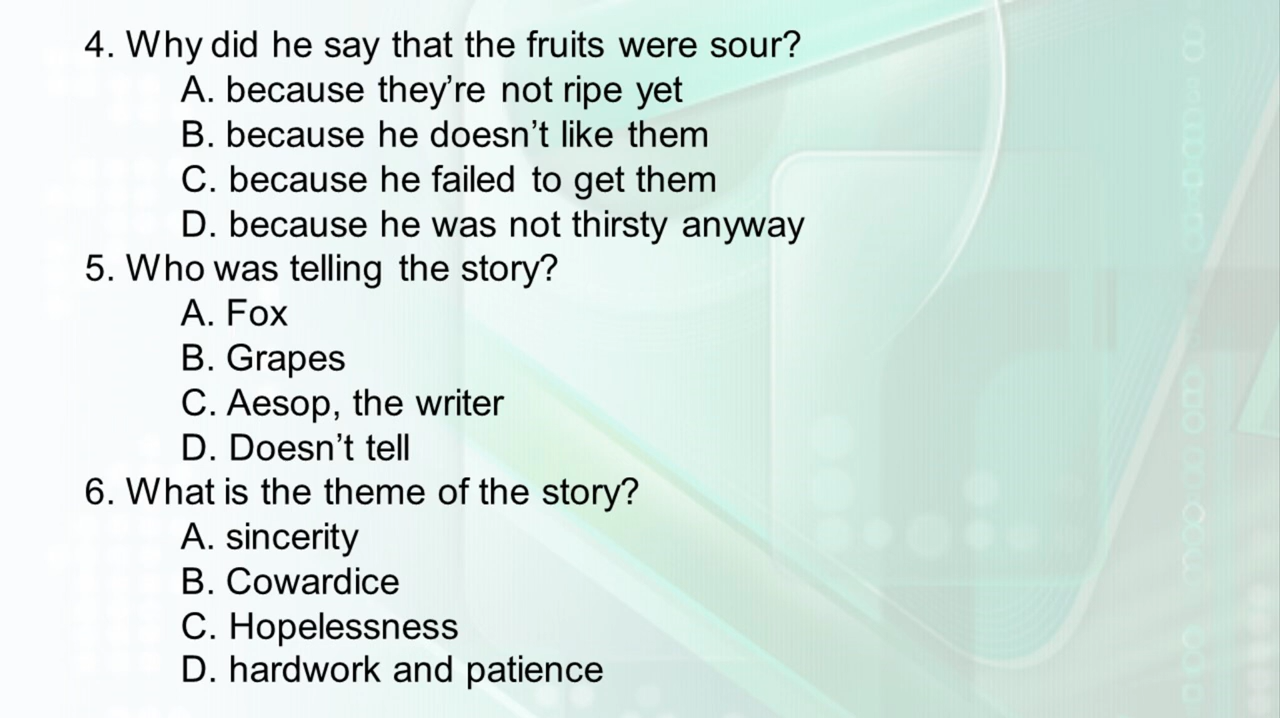 4. Why did he say that the fruits were sour?
A. because they’re not ripe yet
B. because he doesn’t like them
C. because he failed to get them
D. because he was not thirsty anyway
5. Who was telling the story?
A. Fox
B. Grapes
C. Aesop, the writer
D. Doesn’t tell
6. What is the theme of the story?
A. sincerity
B. Cowardice
C. Hopelessness
D. hardwork and patience